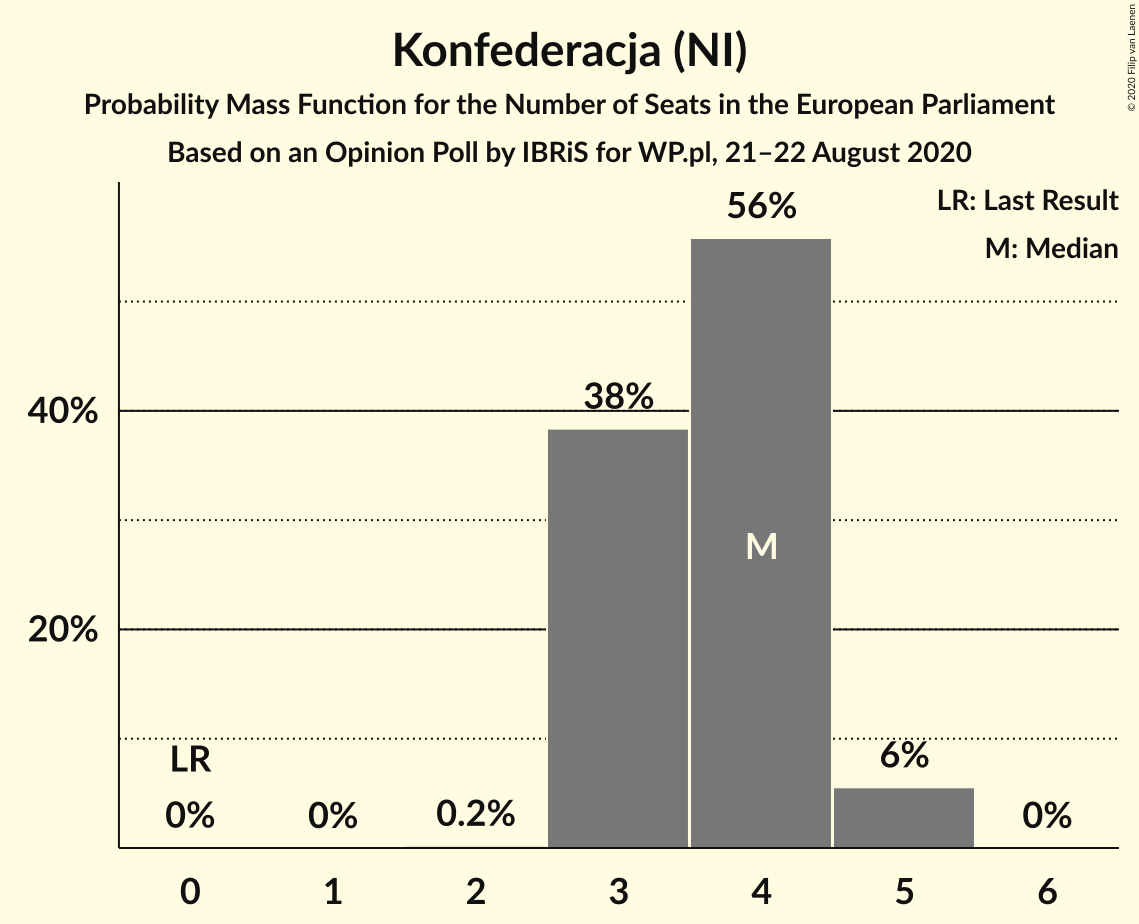 Konfederacja (NI)
Probability Mass Function for the Number of Seats in the European Parliament
Based on an Opinion Poll by IBRiS for WP.pl, 21–22 August 2020
© 2020 Filip van Laenen
LR: Last Result
M: Median
56%
40%
38%
M
20%
LR
6%
0%
0%
0.2%
0%
0
1
2
3
4
5
6